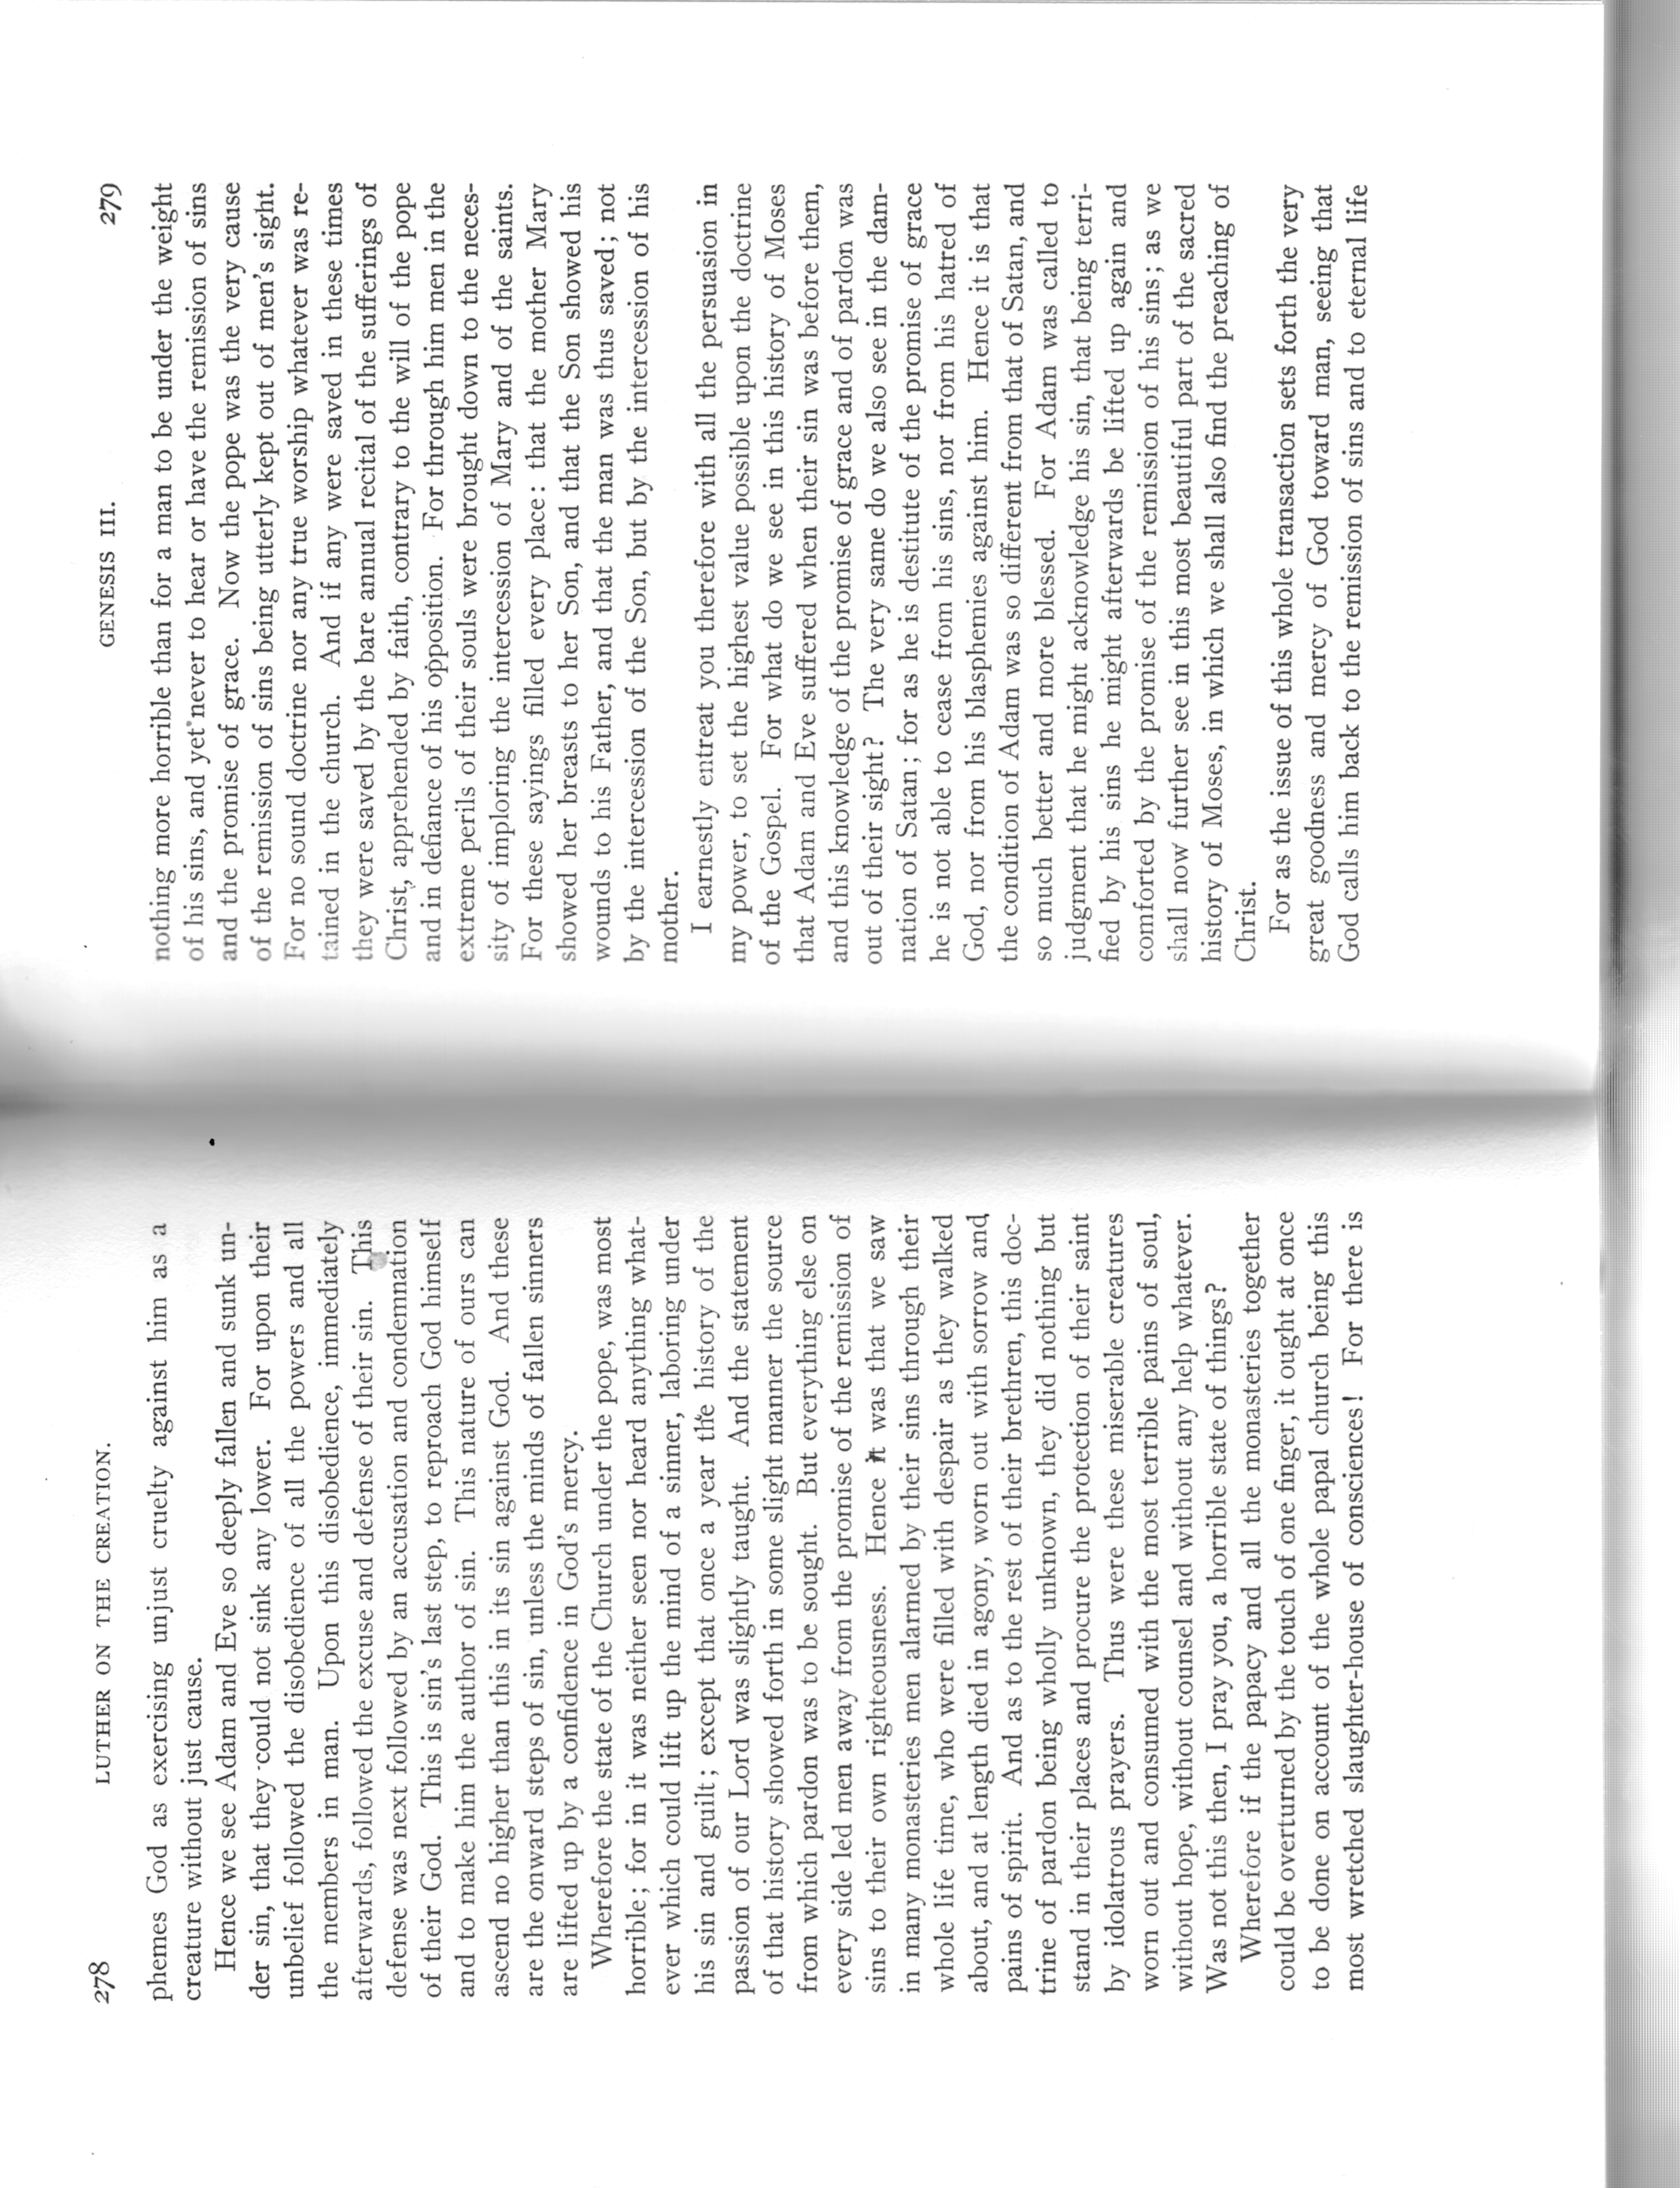 278 LUTHER ON THE CREATION.
phemes God as exercising unjust cruelty against him as a
creature without just cause.
Hence we see Adam and Eve so deeply fallen and sunk un-
der sin, that they could not sink any lower. For upon their
unbelief followed the disobedience of all the powers and all
the members in man. Upon this disobedience, immediately
afterwards, followed the excuse and defense of their sin. This
defense was next followed by an accusation and condemnation
of their God. This is sin's last step, to reproach God himself
and to make him the author of sin. This nature of ours can
ascend no higher than this in its sin against God. And these
are the onward steps of sin, unless the minds of fallen sinners
are lifted up by a confidence in God's mercy.
Wherefore the state of the Church under the pope, was most
horrible; for in it was neither seen nor heard anything what-
ever which could lift up the mind of a sinner, laboring under
his sin and guilt; except that once a year the history of the
passion of our Lord was slightly taught. And the statement
of that history showed forth in some slight manner the source
from which pardon was to be sought. But everything else on
every side led men away from the promise of the remission of
sins to their own righteousness. Hence it was that we saw
in many monasteries men alarmed by their sins through their
whole life time, who were filled with despair as they walked
about, and at length died in agony, worn out with sorrow and
pains of spirit. And as to the rest of their brethren, this doc-
trine of pardon being wholly unknown, they did nothing but
stand in their places and procure the protection of their saint
by idolatrous prayers. Thus were these miserable creatures
worn out and consumed with the most terrible pains of soul,
without hope, without counsel and without any help whatever.
Was not this then, I pray you, a horrible state of things?
Wherefore if the papacy and all the monasteries together
could be overturned by the touch of one finger, it ought at once
to be done on account of the whole papal church being this
most wretched slaughter-house of consciences! For there is
GENESIS III. 279
nothing more horrible than for a man to be under the weight
of his sins, and yet never to hear or have the remission of sins
and the promise of grace. Now the pope was the very cause
of the remission of sins being utterly kept out of men's sight.
For no sound doctrine nor any true worship whatever was re-
tained in the church. And if any were saved in these times
they were saved by the bare annual recital of the sufferings of
Christ, apprehended by faith, contrary to the will of the pope
and in defiance of his opposition. For through him men in the
extreme perils of their souls were brought down to the neces-
sity of imploring the intercession of Mary and of the saints.
For these sayings filled every place: that the mother Mary
showed her breasts to her Son, and that the Son showed his
wounds to his Father, and that the man was thus saved; not
by the intercession of the Son, but by the intercession of his
mother.
I earnestly entreat you therefore with all the persuasion in
my power, to set the highest value possible upon the doctrine
of the Gospel. For what do we see in this history of Moses
that Adam and Eve suffered when their sin was before them,
and this knowledge of the promise of grace and of pardon was
out of their sight? The very same do we also see in the dam-
nation of Satan; for as he is destitute of the promise of grace
he is not able to cease from his sins, nor from his hatred of
God, nor from his blasphemies against him. Hence it is that
the condition of Adam was so different from that of Satan, and
so much better and more blessed. For Adam was called to
judgment that he might acknowledge his sin, that being terri-
fied by his sins he might afterwards be lifted up again and
comforted by the promise of the remission of his sins; as we
shall now further see in this most beautiful part of the sacred
history of Moses, in which we shall also find the preaching of
Christ.
For as the issue of this whole transaction sets forth the very
great goodness and mercy of God toward man, seeing that
God calls him back to the remission of sins and to eternal life